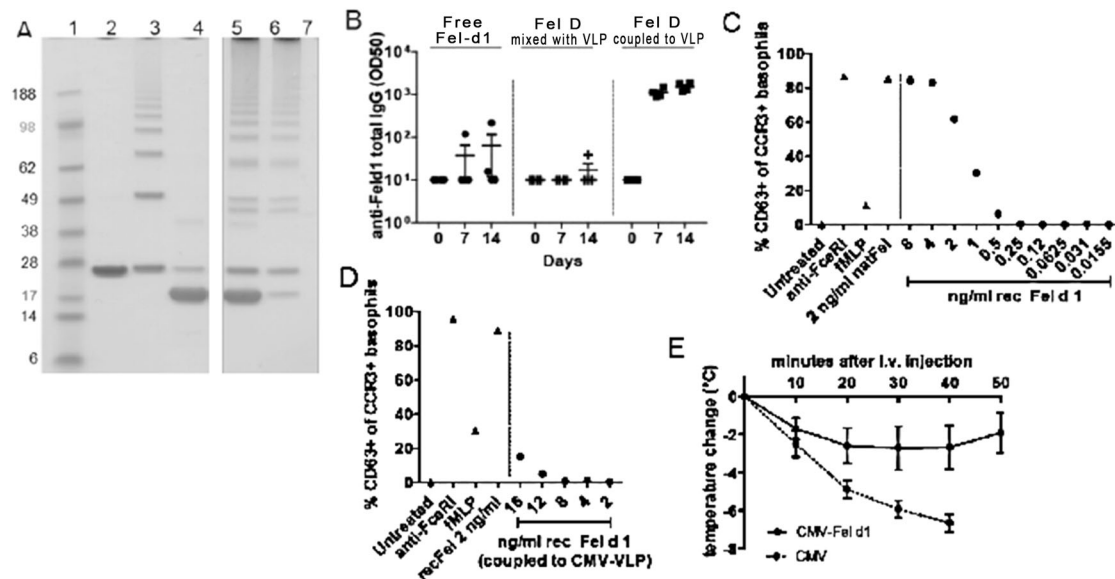 A
1 2 3 4 5 6 7
188
98
62
49
38
28
17
14
6
B
Free Fel-d1
Fel D mixed with VLP
Fel D coupled to VLP
anti-Feld1 total IgG (OD50)
10⁴
10³
10²
10¹
10⁰
0 7 14 0 7 14 0 7 14
Days
C
% CD63+ of CCR3+ basophils
100
80
60
40
20
0
Untreated
anti-FceRI
fMLP
2 ng/ml natFel
8
4
2
1
0.5
0.25
0.12
0.0625
0.031
0.0155
ng/ml rec Fel d 1
D
% CD63+ of CCR3+ basophils
100
80
60
40
20
0
Untreated
anti-FceRI
fMLP
recFel 2 ng/ml
16
12
8
4
2
ng/ml rec Fel d 1
(coupled to CMV-VLP)
E
minutes after i.v. injection
10 20 30 40 50
temperature change (°C)
0
-2
-4
-6
-8
CMV-Fel d1
CMV